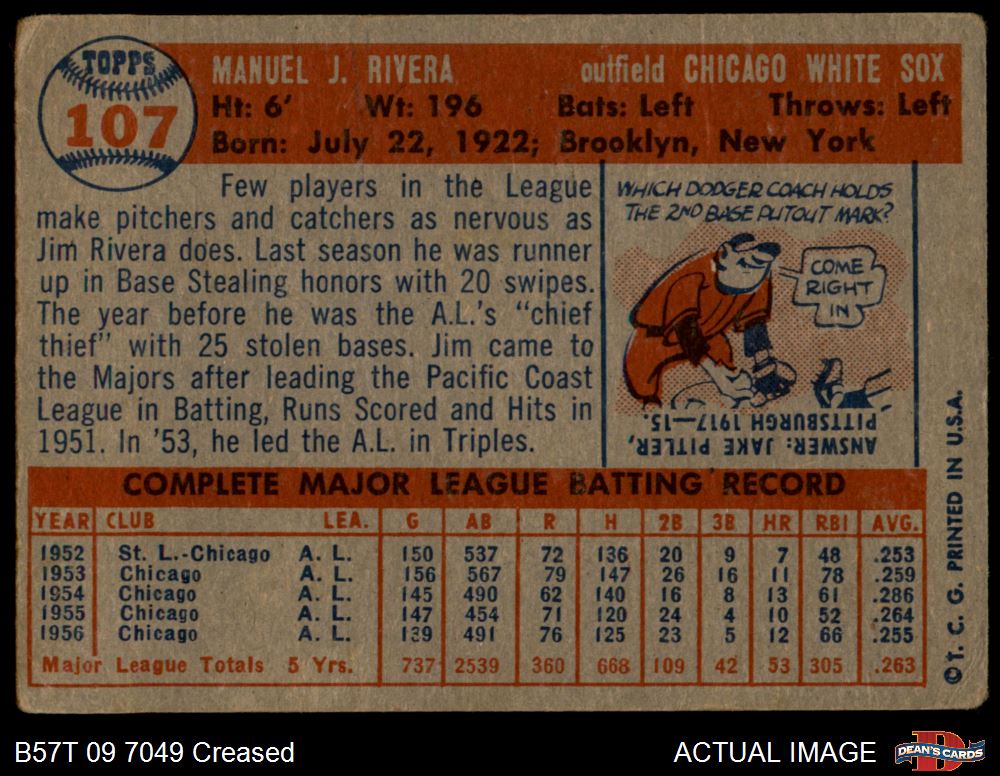 TOPPS
107
MANUEL J. RIVERA outfield CHICAGO WHITE SOX
Ht: 6' Wt: 196 Bats: Left Throws: Left
Born: July 22, 1922; Brooklyn, New York
Few players in the League
make pitchers and catchers as nervous as
Jim Rivera does. Last season he was runner
up in Base Stealing honors with 20 swipes.
The year before he was the A.L.'s "chief
thief" with 25 stolen bases. Jim came to
the Majors after leading the Pacific Coast
League in Batting, Runs Scored and Hits in
1951. In '53, he led the A.L. in Triples.
WHICH DODGER COACH HOLDS
THE 2ND BASE PUTOUT MARK?
COME
RIGHT
IN
ANSWER: JAKE PITLER,
PITTSBURGH 1917—15.
COMPLETE MAJOR LEAGUE BATTING RECORD
YEAR CLUB LEA. G AB R H 2B 3B HR RBI AVG.
1952 St. L.-Chicago A. L. 150 537 72 136 20 9 7 48 .253
1953 Chicago A. L. 156 567 79 147 26 16 11 78 .259
1954 Chicago A. L. 145 490 62 140 16 8 13 61 .286
1955 Chicago A. L. 147 454 71 120 24 4 10 52 .264
1956 Chicago A. L. 139 491 76 125 23 5 12 66 .255
Major League Totals 5 Yrs. 737 2539 360 668 109 42 53 305 .263
©T. C. G. PRINTED IN U.S.A.
B57T 09 7049 Creased
ACTUAL IMAGE
DEAN'S CARDS